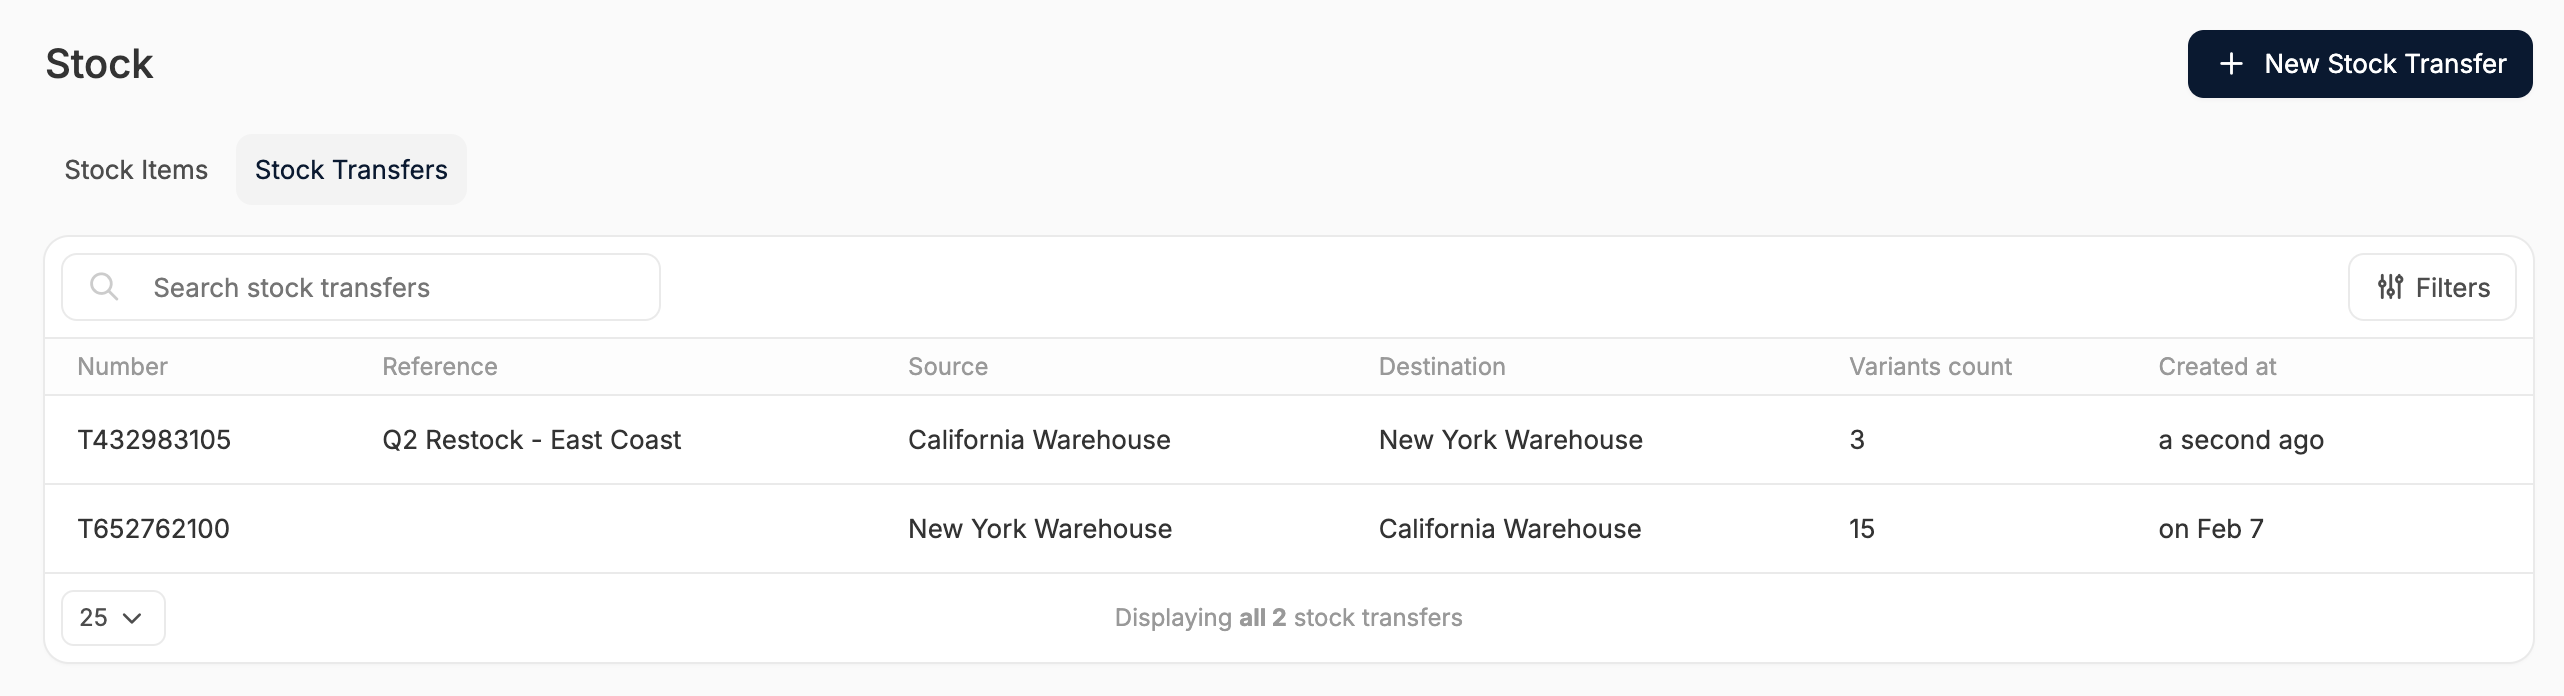 Stock
New Stock Transfer
Stock Items
Stock Transfers
Search stock transfers
Filters
Number Reference Source Destination Variants count Created at
T432983105 Q2 Restock - East Coast California Warehouse New York Warehouse 3 a second ago
T652762100 New York Warehouse California Warehouse 15 on Feb 7
25
Displaying all 2 stock transfers